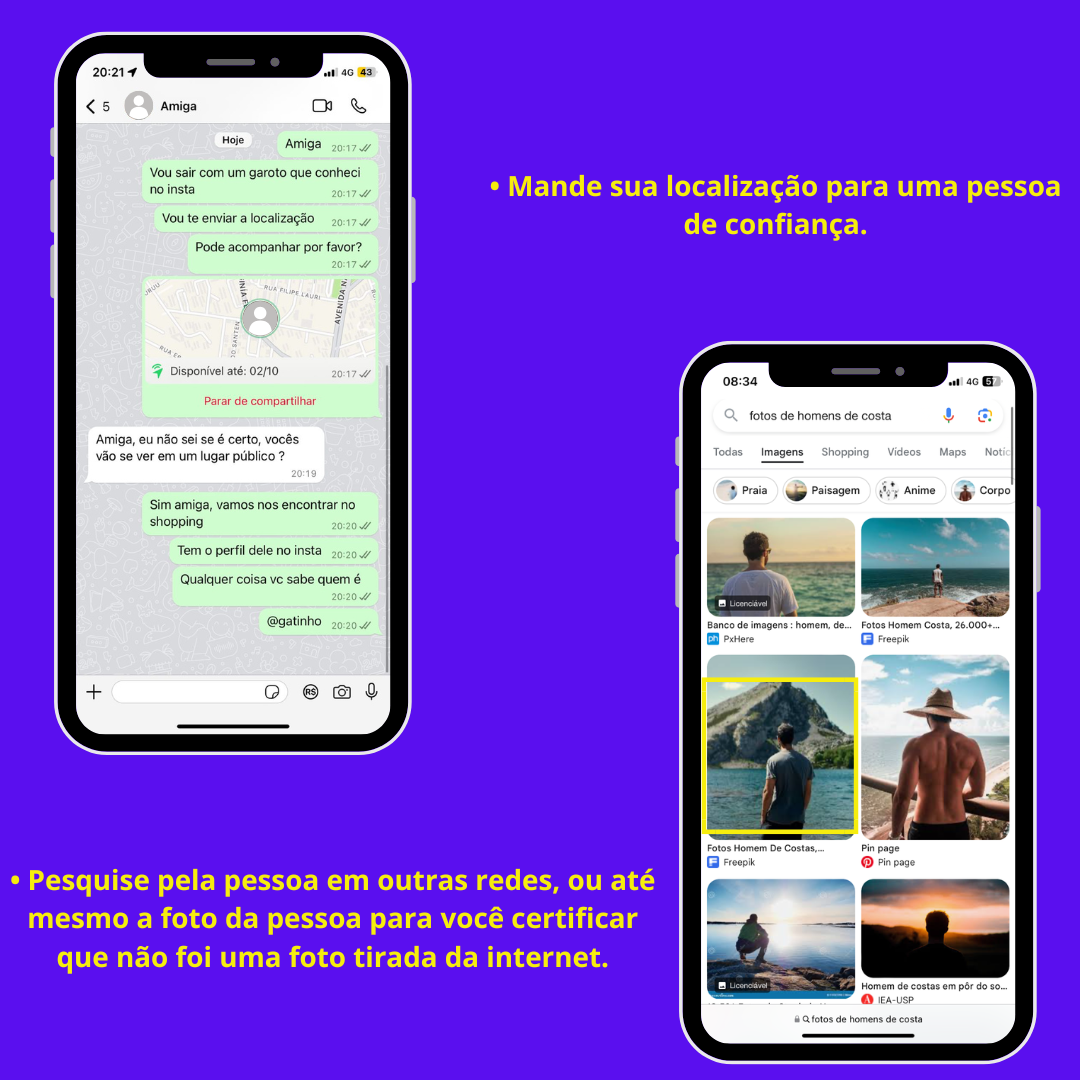 20:21
4G 43
5
Amiga
Hoje
Amiga 20:17
Vou sair com um garoto que conheci
no insta
20:17
Vou te enviar a localização 20:17
Pode acompanhar por favor?
20:17
RUA FILIPE LAURI
AVENIDA N
Disponível até: 02/10 20:17
Parar de compartilhar
Amiga, eu não sei se é certo, vocês
vão se ver em um lugar público ?
20:19
Sim amiga, vamos nos encontrar no
shopping
20:20
Tem o perfil dele no insta 20:20
Qualquer coisa vc sabe quem é
20:20
@gatinho 20:20
R$
• Mande sua localização para uma pessoa
de confiança.
08:34
4G 57
fotos de homens de costa
Todas Imagens Shopping Vídeos Maps Notíc
Praia Paisagem Anime Corpo
Licenciável
Banco de imagens : homem, de...
ph PxHere
Fotos Homem Costa, 26.000+...
Freepik
Fotos Homem De Costas,...
Freepik
Pin page
Pin page
Licenciável
Homem de costas em pôr do so...
IEA-USP
fotos de homens de costa
• Pesquise pela pessoa em outras redes, ou até
mesmo a foto da pessoa para você certificar
que não foi uma foto tirada da internet.